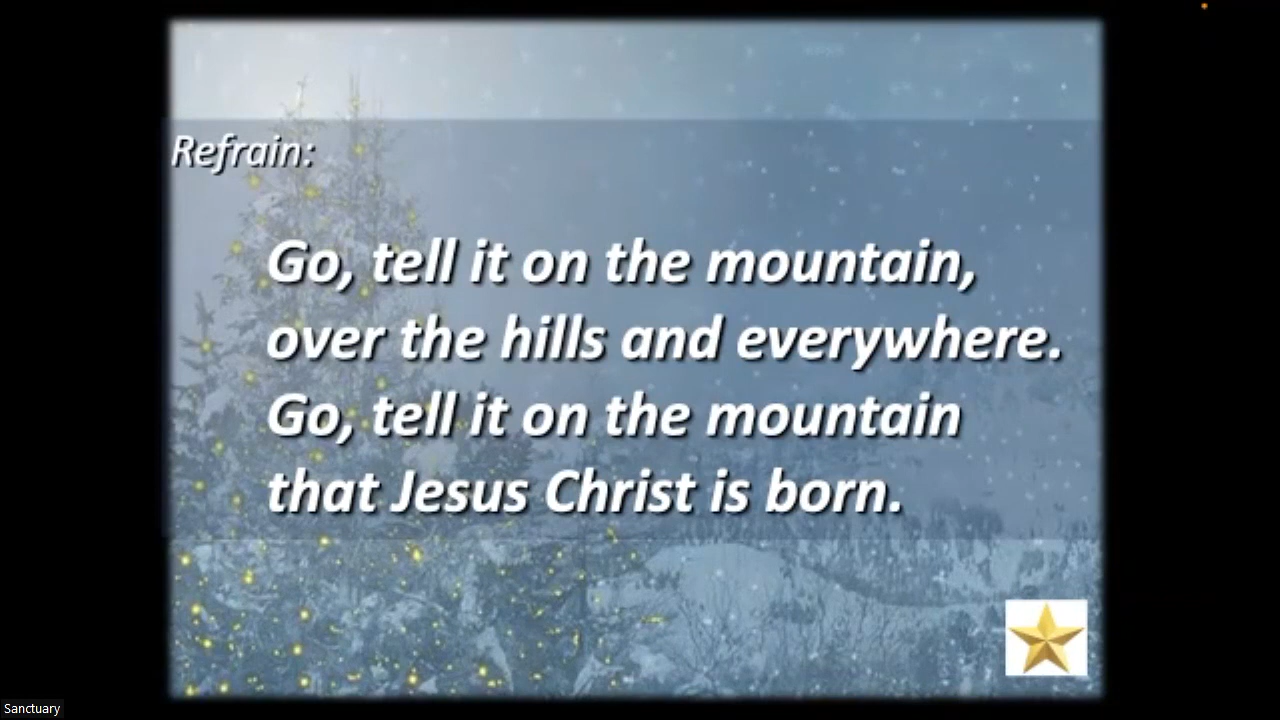 Refrain:
Go, tell it on the mountain,
over the hills and everywhere.
Go, tell it on the mountain
that Jesus Christ is born.
Sanctuary